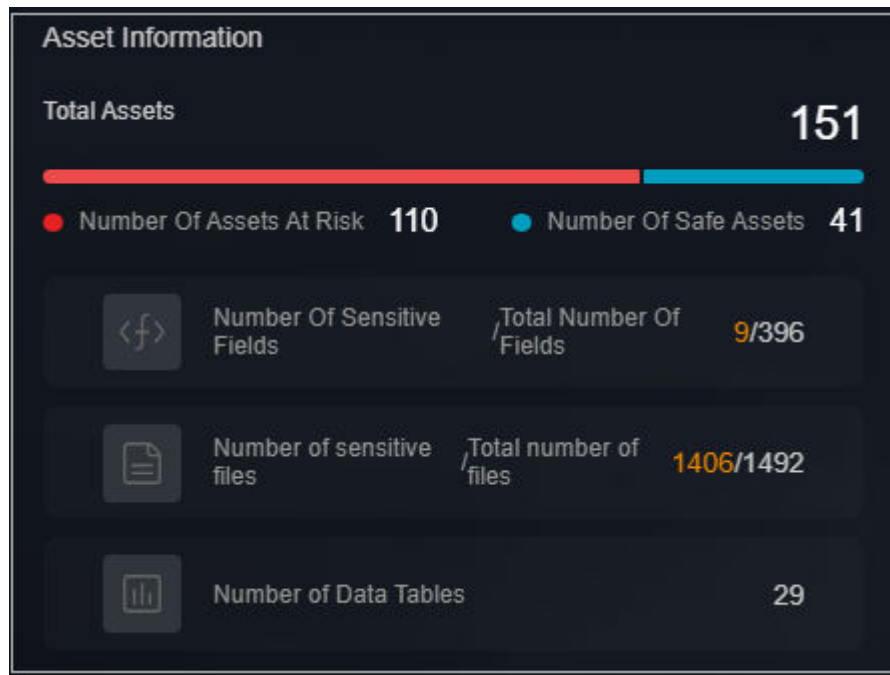 Asset Information
Total Assets
151
Number Of Assets At Risk 110
Number Of Safe Assets 41
Number Of Sensitive Fields /Total Number Of Fields 9/396
Number of sensitive files /Total number of files 1406/1492
Number of Data Tables 29